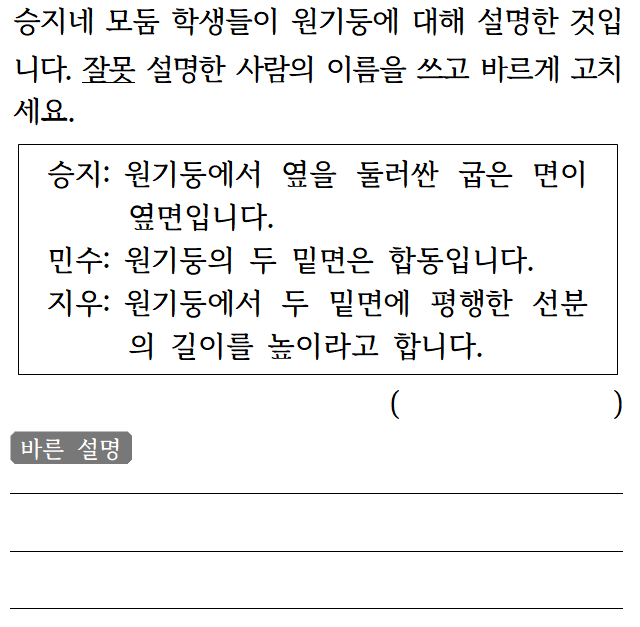 승지네 모둠 학생들이 원기둥에 대해 설명한 것입
니다. 잘못 설명한 사람의 이름을 쓰고 바르게 고치
세요.
승지: 원기둥에서 옆을 둘러싼 굽은 면이
옆면입니다.
민수: 원기둥의 두 밑면은 합동입니다.
지우: 원기둥에서 두 밑면에 평행한 선분
의 길이를 높이라고 합니다.
( )
바른 설명